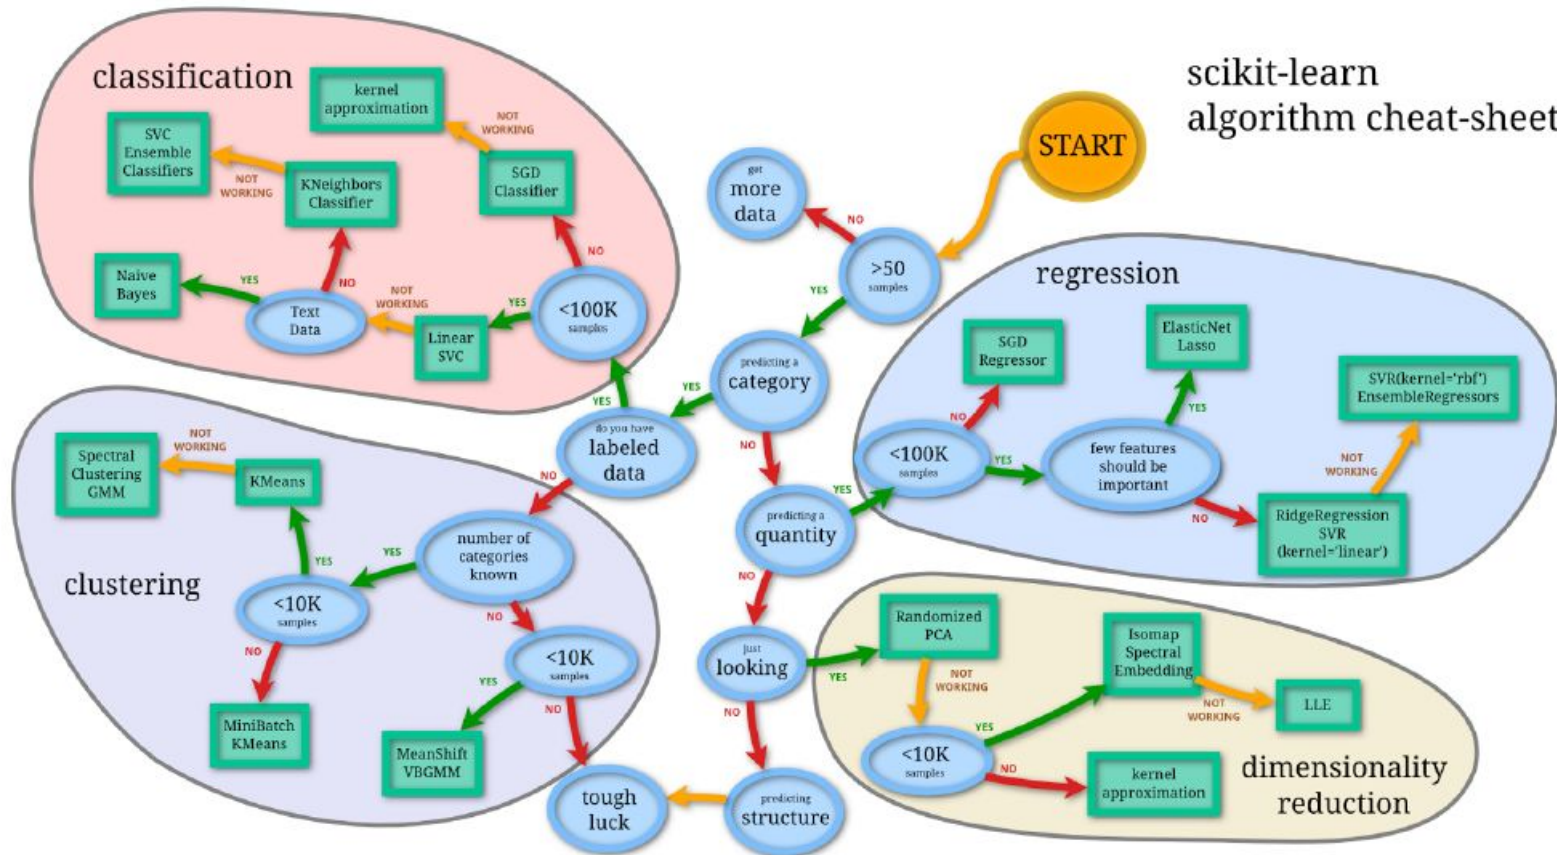 scikit-learn
algorithm cheat-sheet
START
classification
kernel
approximation
NOT
WORKING
SVC
Ensemble
Classifiers
NOT
WORKING
KNeighbors
Classifier
SGD
Classifier
NO
Naive
Bayes
YES
NO
Text
Data
NOT
WORKING
Linear
SVC
YES
<100K
samples
YES
get
more
data
NO
>50
samples
YES
predicting a
category
YES
do you have
labeled
data
NO
NO
predicting a
quantity
YES
NO
just
looking
YES
NO
predicting
structure
tough
luck
regression
SGD
Regressor
ElasticNet
Lasso
YES
SVR(kernel='rbf')
EnsembleRegressors
NO
<100K
samples
YES
few features
should be
important
NOT
WORKING
NO
RidgeRegression
SVR
(kernel='linear')
clustering
Spectral
Clustering
GMM
NOT
WORKING
KMeans
YES
number of
categories
known
YES
<10K
samples
NO
NO
<10K
samples
YES
NO
MiniBatch
KMeans
MeanShift
VBGMM
Randomized
PCA
NOT
WORKING
Isomap
Spectral
Embedding
NOT
WORKING
LLE
YES
<10K
samples
NO
kernel
approximation
dimensionality
reduction